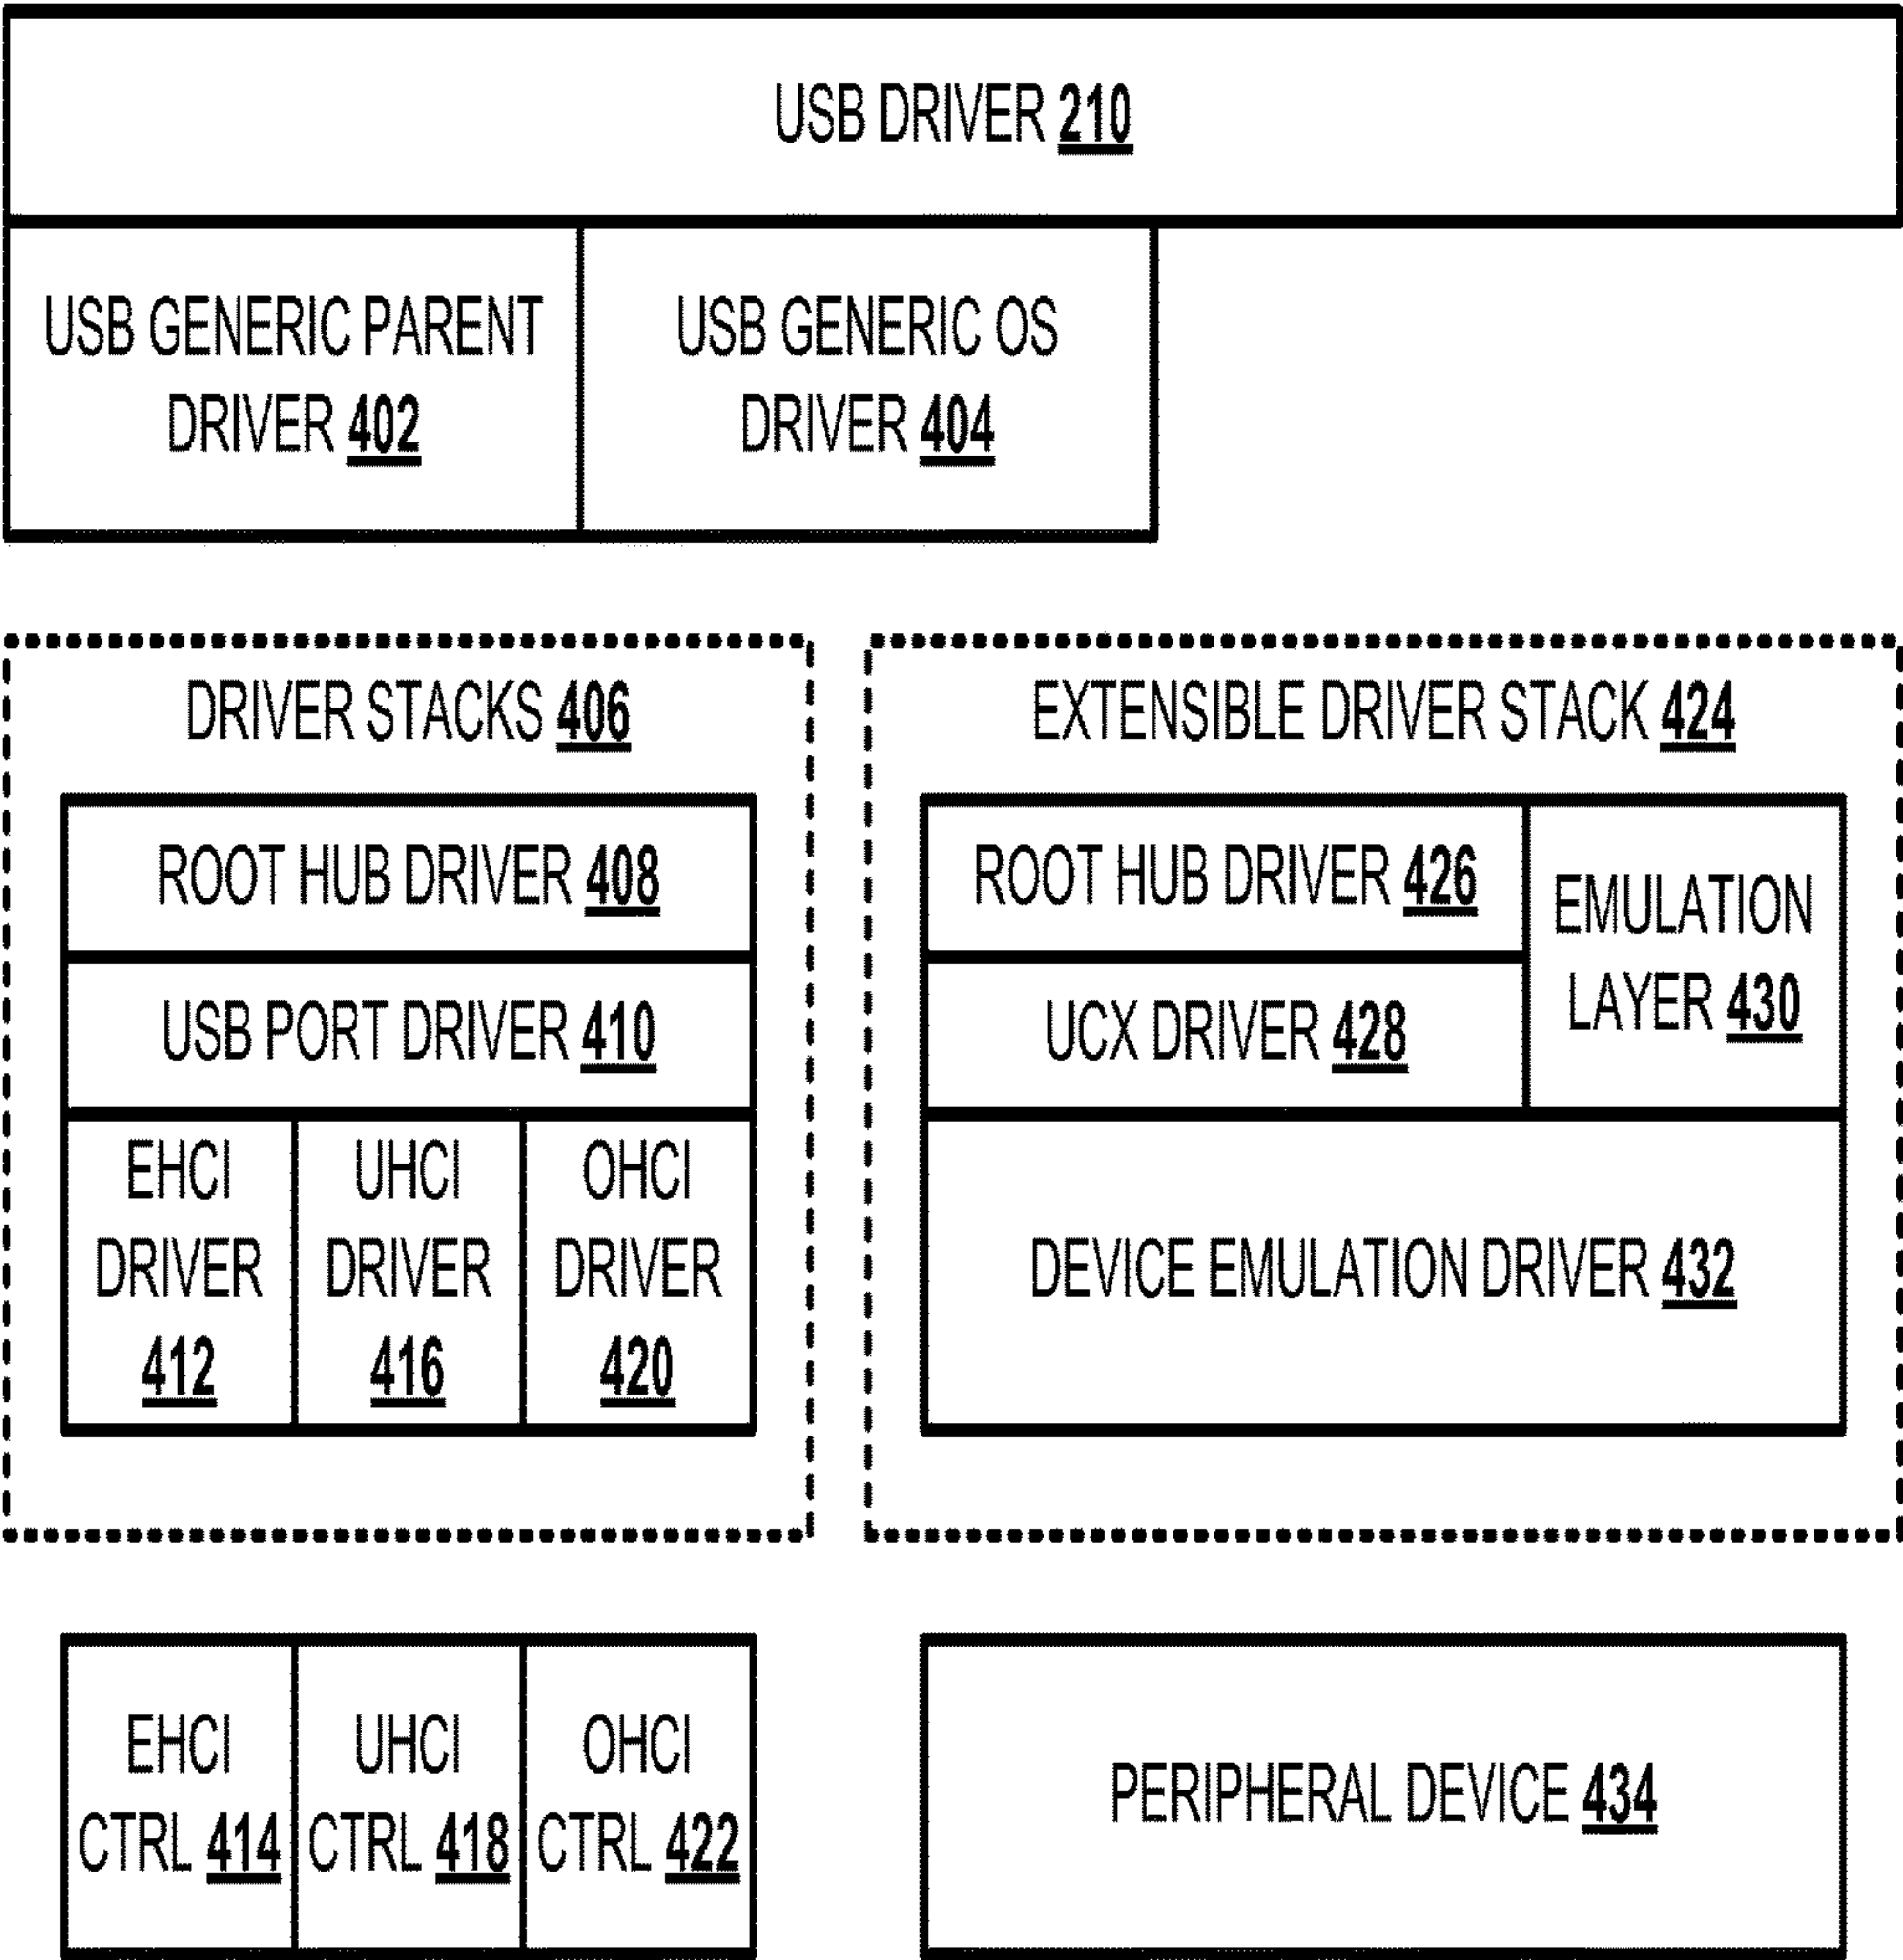 USB DRIVER 210
USB GENERIC PARENT
DRIVER 402
USB GENERIC OS
DRIVER 404
DRIVER STACKS 406
ROOT HUB DRIVER 408
USB PORT DRIVER 410
EHCI
DRIVER
412
UHCI
DRIVER
416
OHCI
DRIVER
420
EXTENSIBLE DRIVER STACK 424
ROOT HUB DRIVER 426
UCX DRIVER 428
EMULATION
LAYER 430
DEVICE EMULATION DRIVER 432
EHCI
CTRL 414
UHCI
CTRL 418
OHCI
CTRL 422
PERIPHERAL DEVICE 434